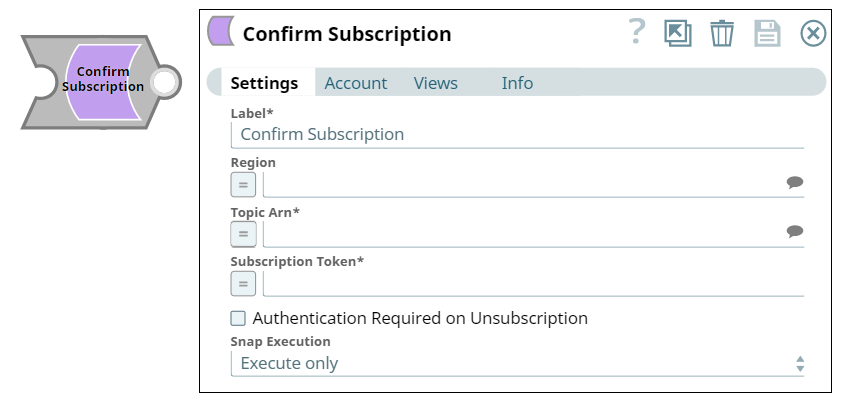 Confirm
Subscription
Confirm Subscription
?
Settings Account Views Info
Label*
Confirm Subscription
Region
=
Topic Arn*
=
Subscription Token*
=
Authentication Required on Unsubscription
Snap Execution
Execute only